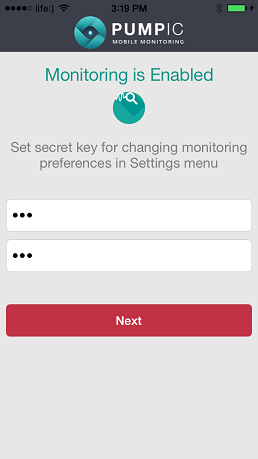 life:) 3:19 PM
PUMPIC
MOBILE MONITORING
Monitoring is Enabled
Set secret key for changing monitoring
preferences in Settings menu
•••
•••
Next